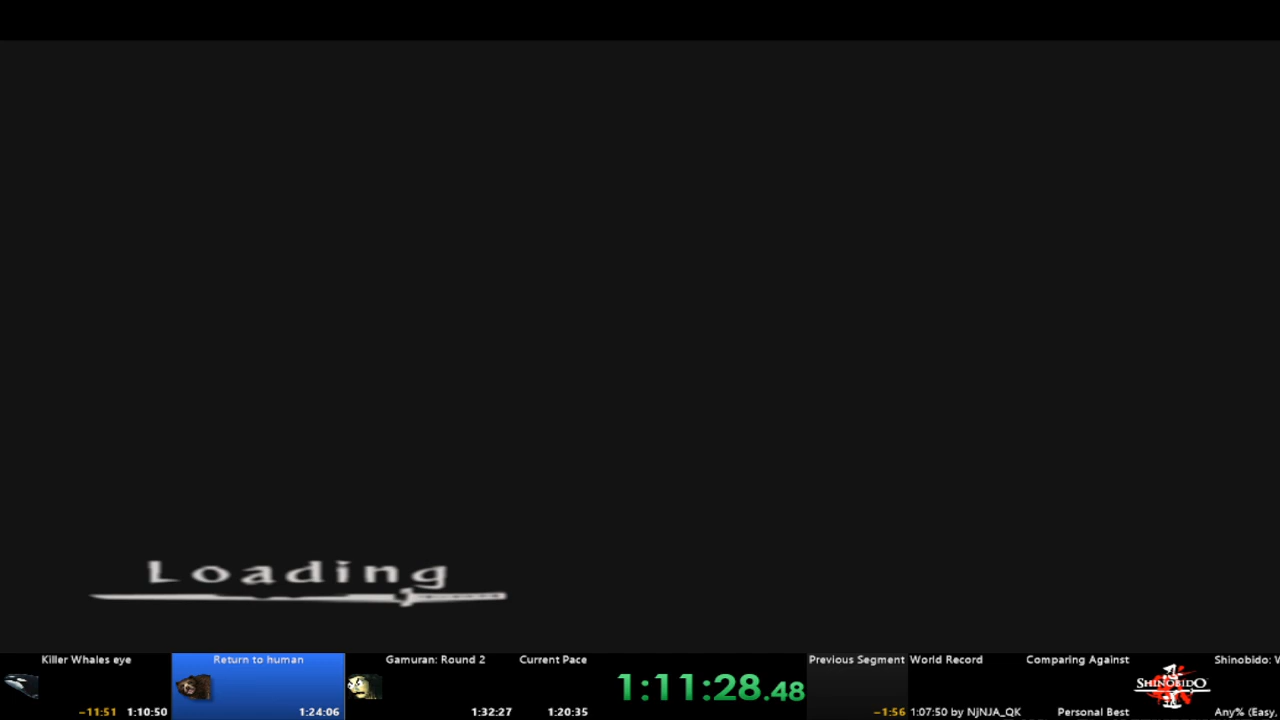 Loading
Killer Whales eye
-11:51 1:10:50
Return to human
1:24:06
Gamuran: Round 2
1:32:27
Current Pace
1:20:35
1:11:28.48
Previous Segment
-1:56
World Record
1:07:50 by NjNJA_QK
Comparing Against
Personal Best
SHINOBIDO
Shinobido: W
Any% (Easy,